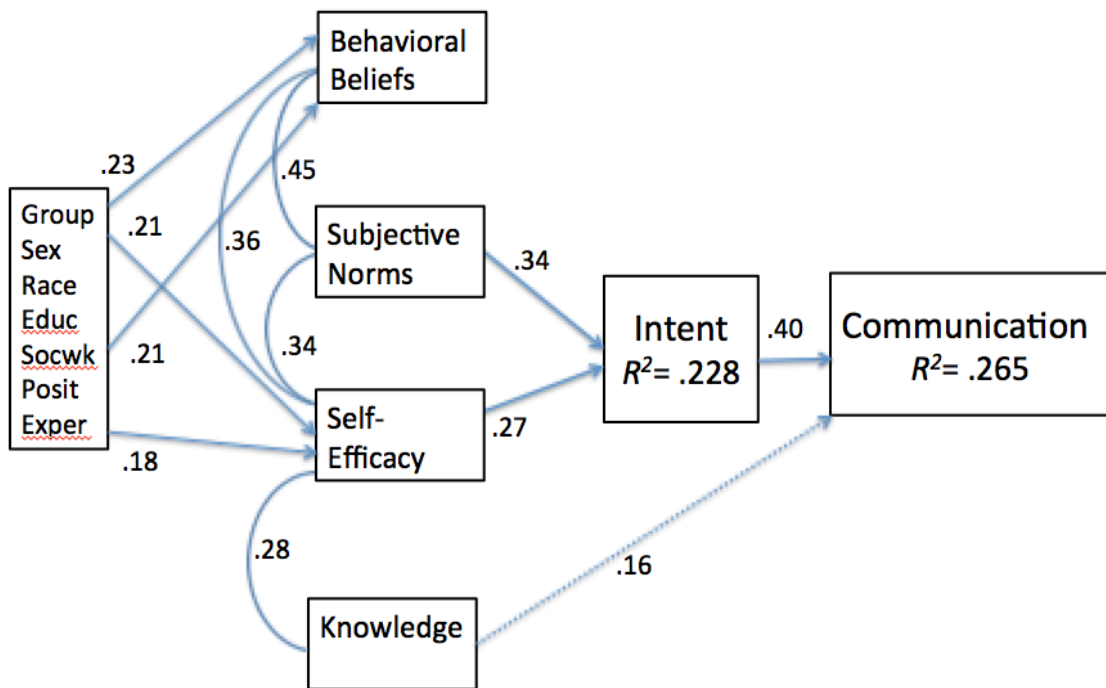 Behavioral
Beliefs
.23
.45
Group
Sex
Race
Educ
Socwk
Posit
Exper
.21
.36
Subjective
Norms
.34
Intent
R²= .228
.40
Communication
R²= .265
.21
.34
Self-
Efficacy
.27
.18
.28
.16
Knowledge